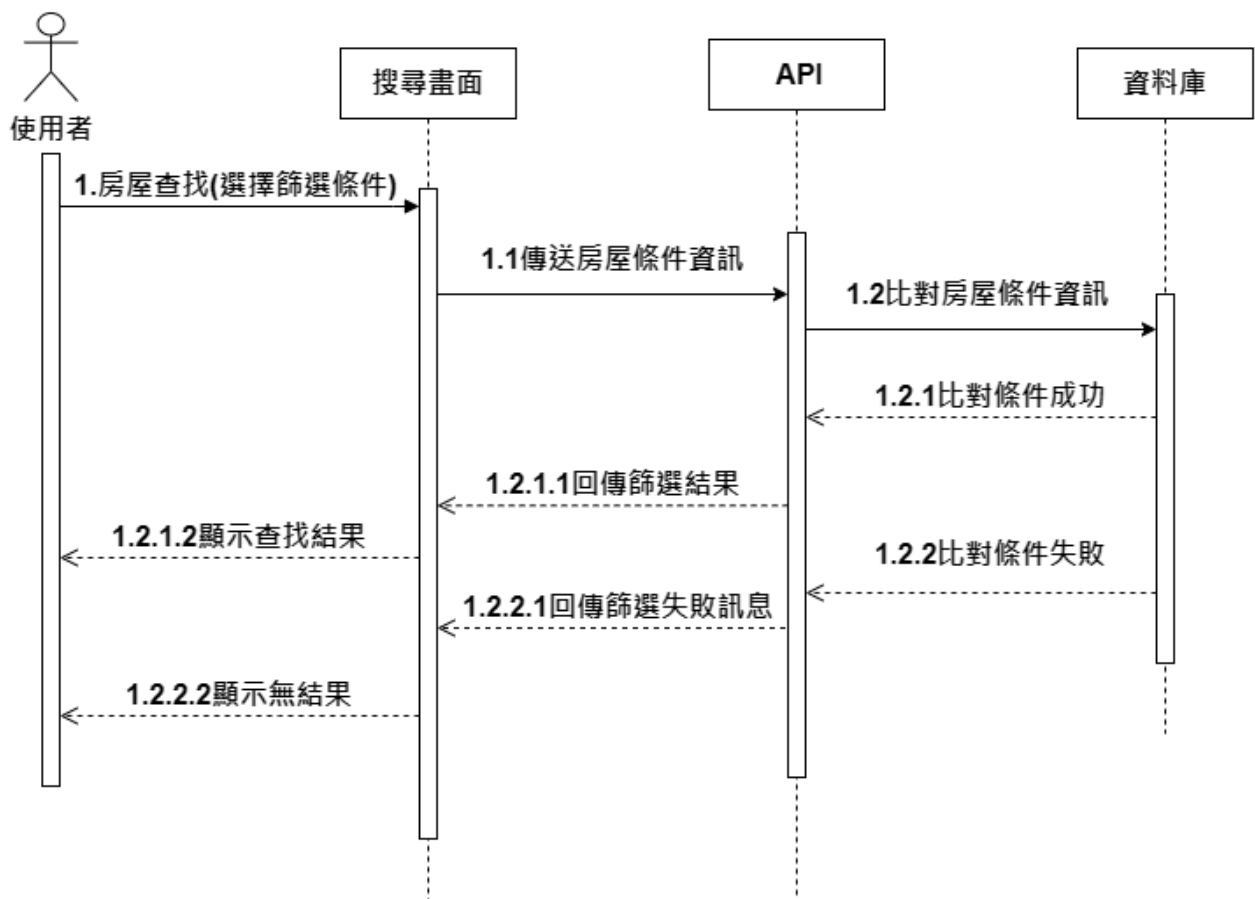 使用者
搜尋畫面
API
資料庫
1.房屋查找(選擇篩選條件)
1.1傳送房屋條件資訊
1.2比對房屋條件資訊
1.2.1比對條件成功
1.2.1.1回傳篩選結果
1.2.1.2顯示查找結果
1.2.2比對條件失敗
1.2.2.1回傳篩選失敗訊息
1.2.2.2顯示無結果